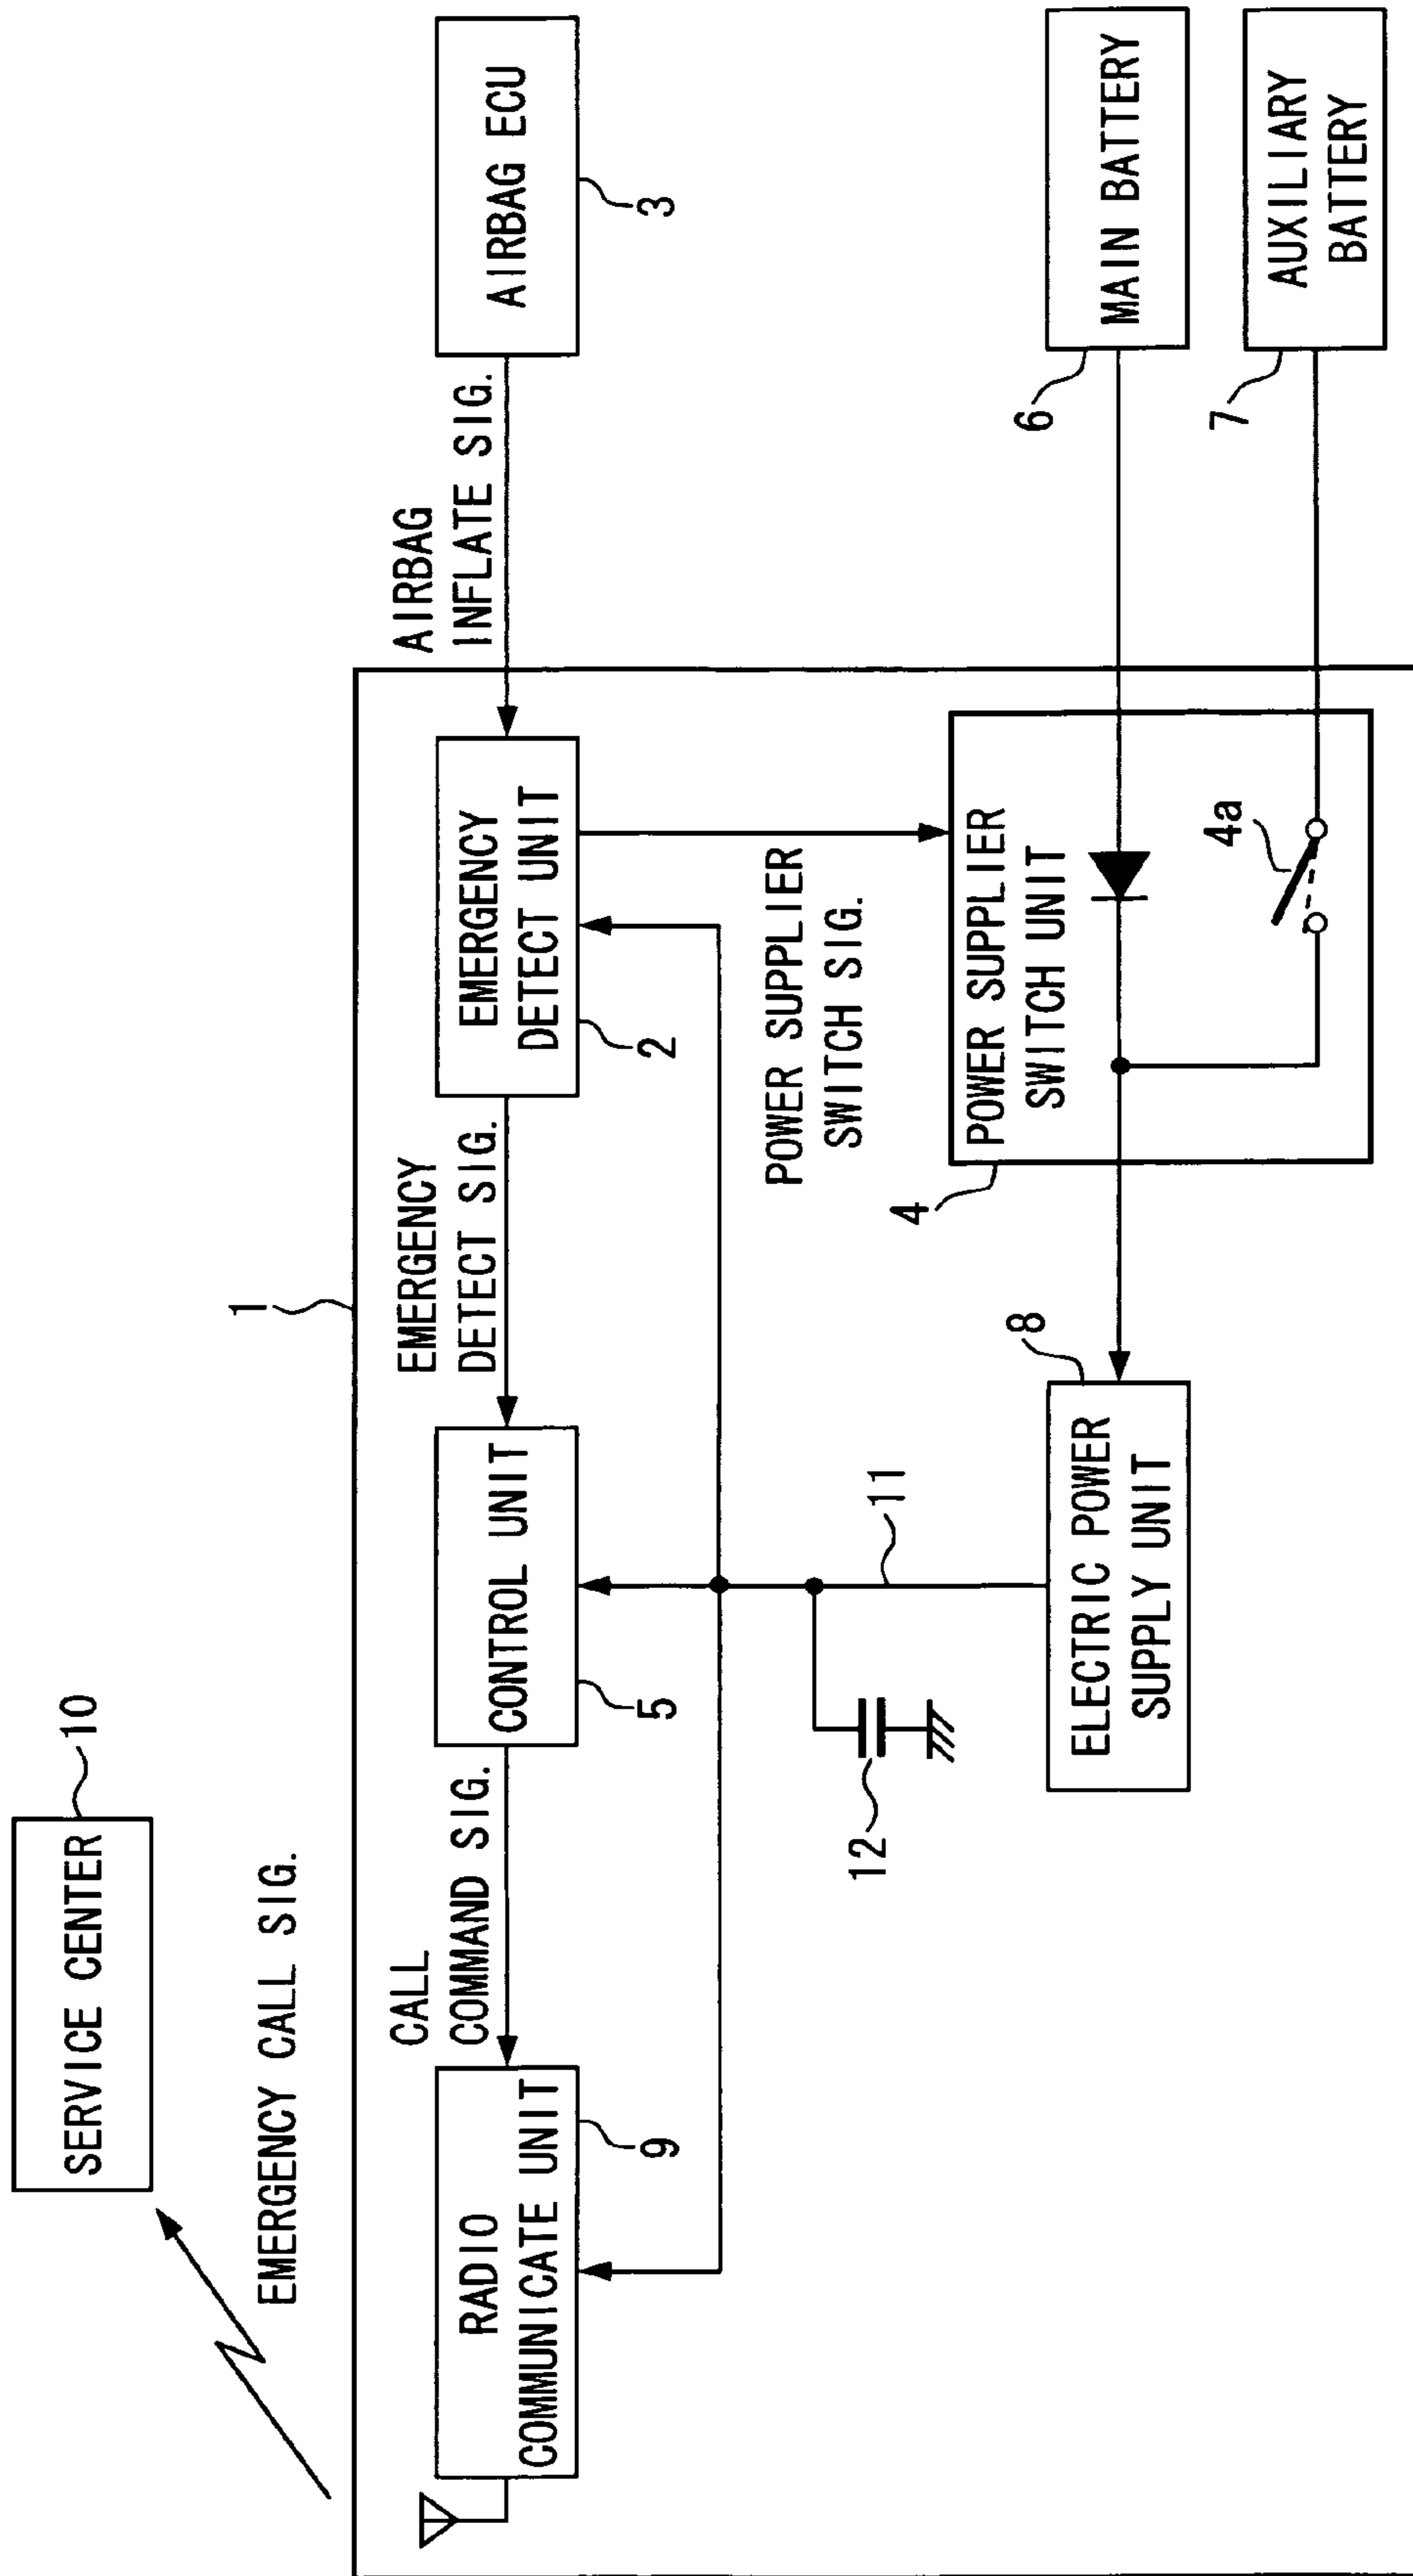 SERVICE CENTER
10
EMERGENCY CALL SIG.
1
RADIO
COMMUNICATE UNIT
9
CALL
COMMAND SIG.
CONTROL UNIT
5
EMERGENCY
DETECT SIG.
EMERGENCY
DETECT UNIT
2
AIRBAG
INFLATE SIG.
AIRBAG ECU
3
POWER SUPPLIER
SWITCH SIG.
12
11
ELECTRIC POWER
SUPPLY UNIT
8
4
POWER SUPPLIER
SWITCH UNIT
4a
6
MAIN BATTERY
7
AUXILIARY
BATTERY